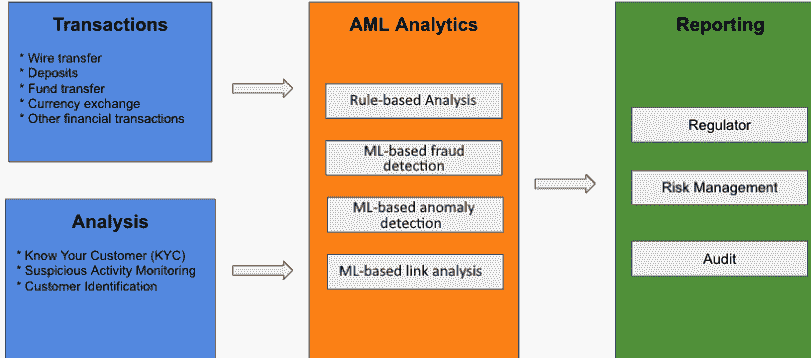 Transactions
* Wire transfer
* Deposits
* Fund transfer
* Currency exchange
* Other financial transactions
Analysis
* Know Your Customer (KYC)
* Suspicious Activity Monitoring
* Customer Identification
AML Analytics
Rule-based Analysis
ML-based fraud
detection
ML-based anomaly
detection
ML-based link analysis
Reporting
Regulator
Risk Management
Audit